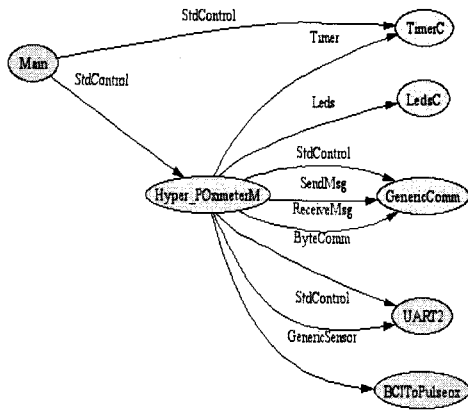 StdControl
TimerC
Timer
Main
StdControl
Leds
LedsC
StdControl
SendMsg
Hyper_POxmeterM
GenericComm
ReceiveMsg
ByteComm
StdControl
UART2
GenericSensor
BCIToPulseox